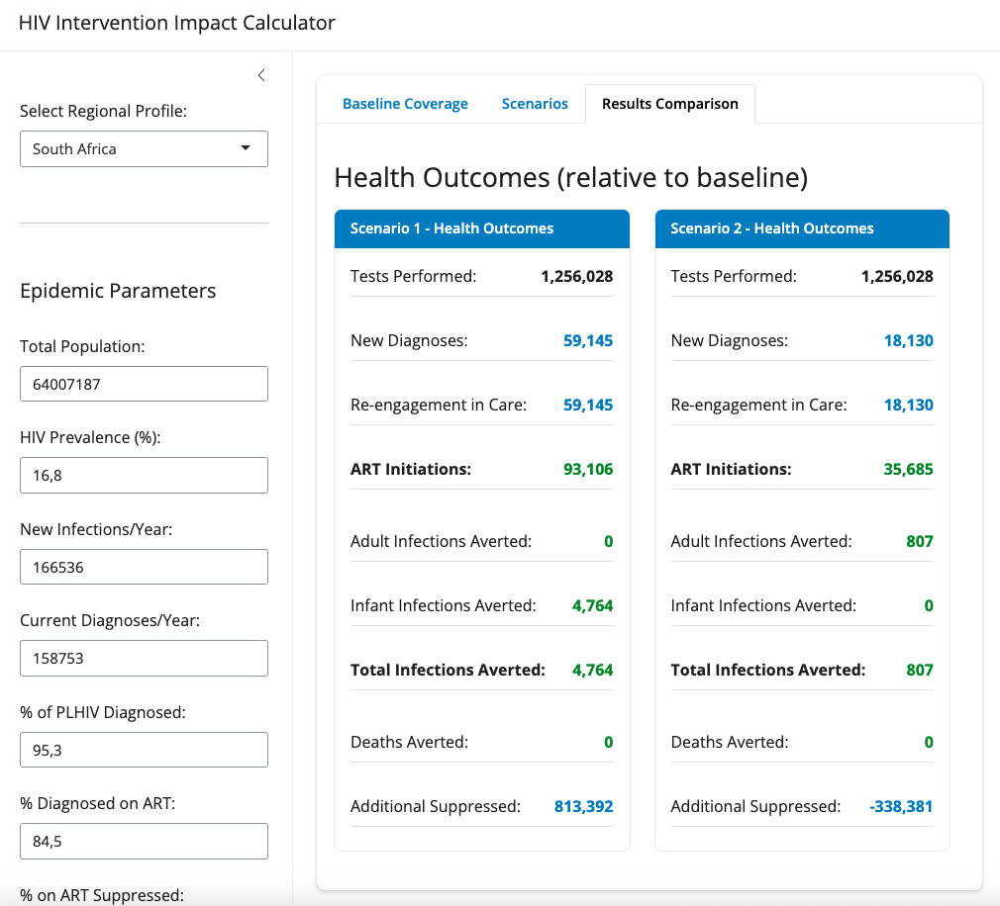 HIV Intervention Impact Calculator
Select Regional Profile:
South Africa
Epidemic Parameters
Total Population:
64007187
HIV Prevalence (%):
16,8
New Infections/Year:
166536
Current Diagnoses/Year:
158753
% of PLHIV Diagnosed:
95,3
% Diagnosed on ART:
84,5
% on ART Suppressed:
Baseline Coverage Scenarios Results Comparison
Health Outcomes (relative to baseline)
Scenario 1 - Health Outcomes
Tests Performed: 1,256,028
New Diagnoses: 59,145
Re-engagement in Care: 59,145
ART Initiations: 93,106
Adult Infections Averted: 0
Infant Infections Averted: 4,764
Total Infections Averted: 4,764
Deaths Averted: 0
Additional Suppressed: 813,392
Scenario 2 - Health Outcomes
Tests Performed: 1,256,028
New Diagnoses: 18,130
Re-engagement in Care: 18,130
ART Initiations: 35,685
Adult Infections Averted: 807
Infant Infections Averted: 0
Total Infections Averted: 807
Deaths Averted: 0
Additional Suppressed: -338,381